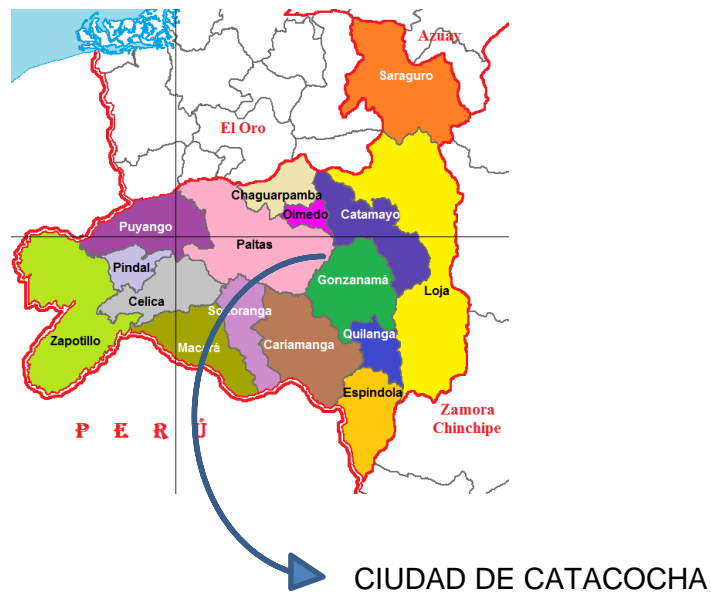 Azuay
Saraguro
El Oro
Chaguarpamba
Olmedo
Catamayo
Puyango
Paltas
Pindal
Gonzanamá
Loja
Celica
Sozoranga
Zapotillo
Macará
Cariamanga
Quilanga
Espíndola
Zamora
Chinchipe
P E R Ú
CIUDAD DE CATACOCHA